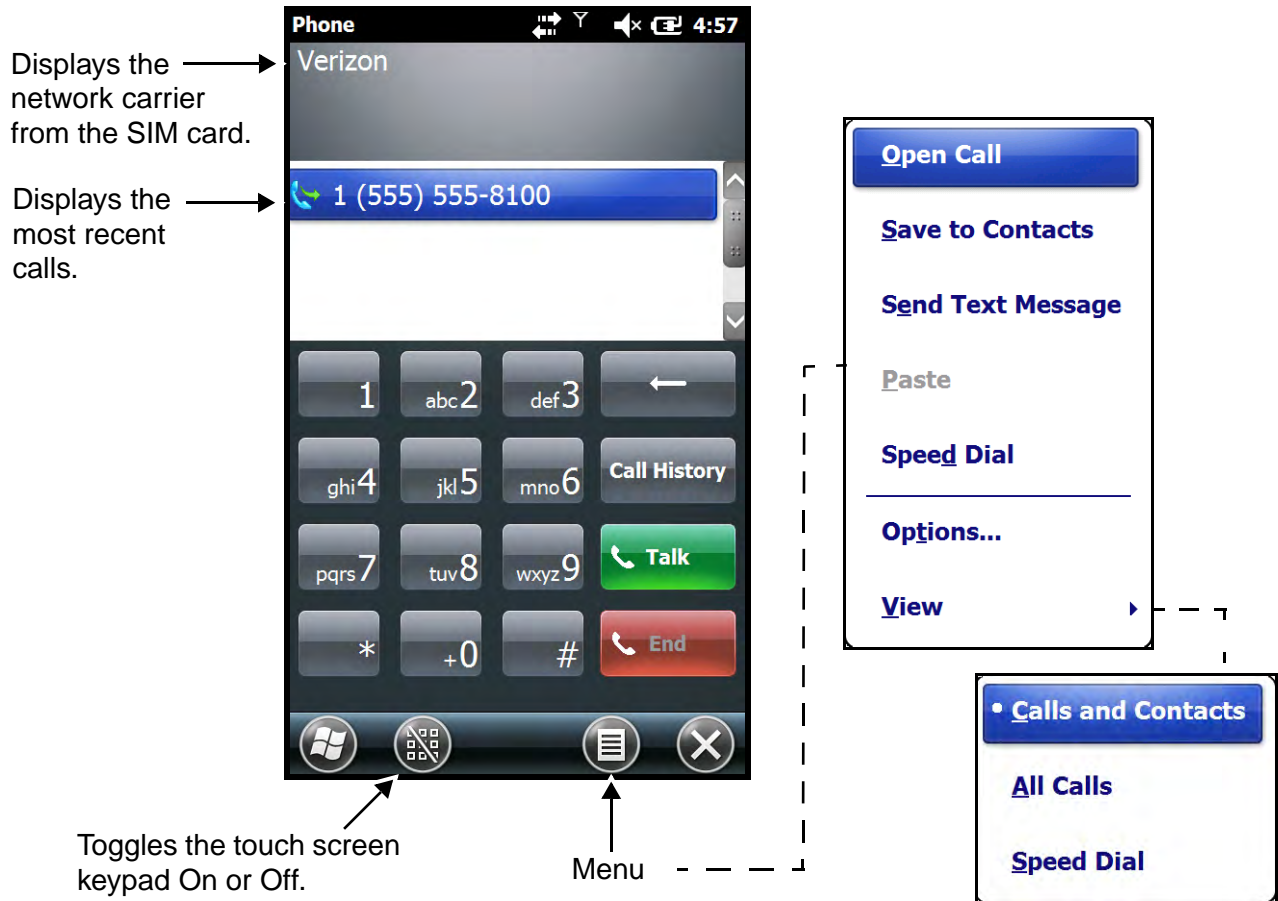 Phone 4:57
Verizon
Displays the
network carrier
from the SIM card.
1 (555) 555-8100
Displays the
most recent
calls.
1 abc2 def3
ghi4 jkl5 mno6 Call History
pqrs7 tuv8 wxyz9 Talk
* +0 # End
Toggles the touch screen
keypad On or Off.
Menu
Open Call
Save to Contacts
Send Text Message
Paste
Speed Dial
Options...
View
Calls and Contacts
All Calls
Speed Dial